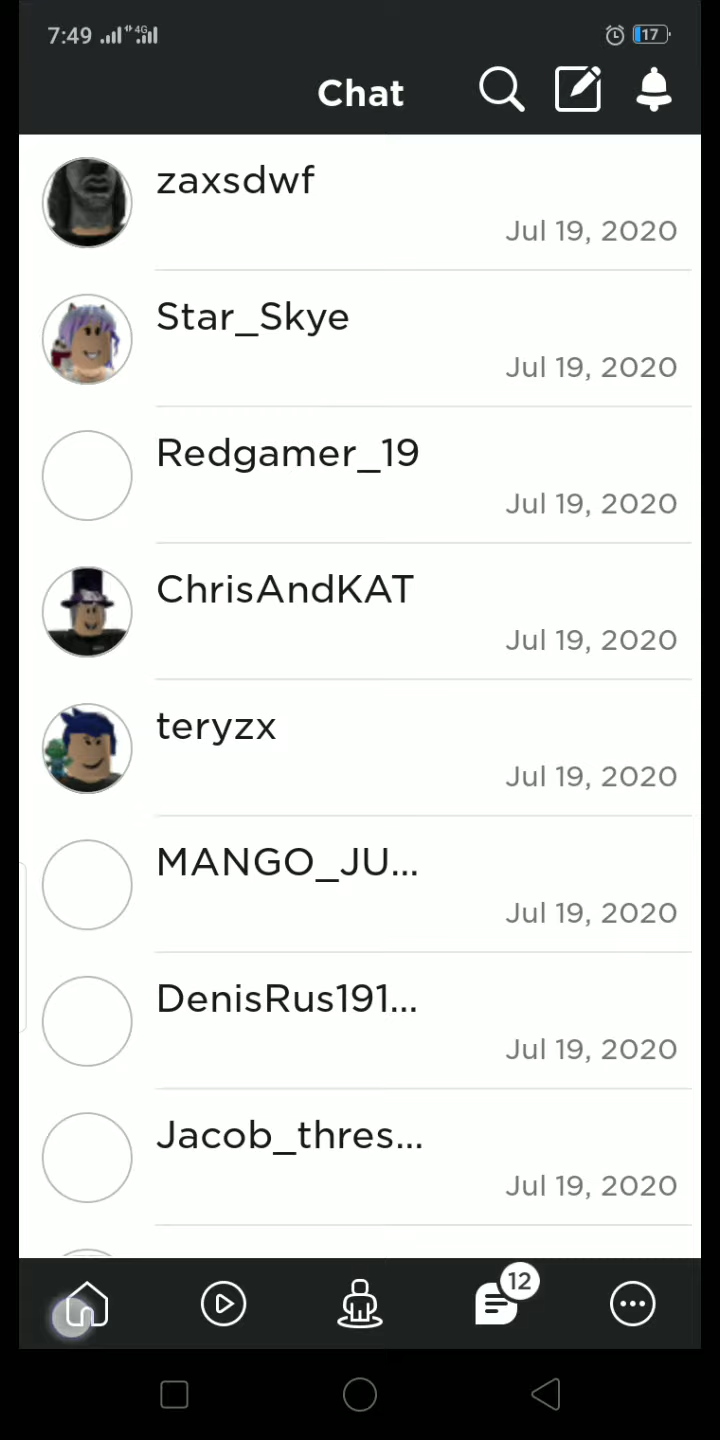 7:49 4G 17
Chat
zaxsdwf
Jul 19, 2020
Star_Skye
Jul 19, 2020
Redgamer_19
Jul 19, 2020
ChrisAndKAT
Jul 19, 2020
teryzx
Jul 19, 2020
MANGO_JU...
Jul 19, 2020
DenisRus191...
Jul 19, 2020
Jacob_thres...
Jul 19, 2020
12